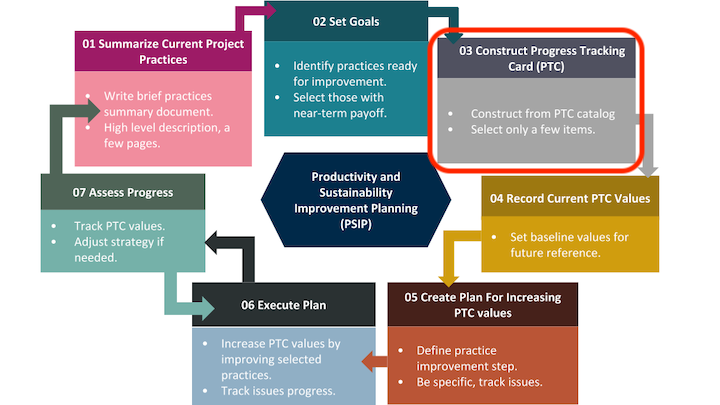 01 Summarize Current Project
Practices
• Write brief practices
summary document.
• High level description, a
few pages.
02 Set Goals
• Identify practices ready
for improvement.
• Select those with
near-term payoff.
03 Construct Progress Tracking
Card (PTC)
• Construct from PTC catalog
• Select only a few items.
04 Record Current PTC Values
• Set baseline values for
future reference.
05 Create Plan For Increasing
PTC values
• Define practice
improvement step.
• Be specific, track issues.
06 Execute Plan
• Increase PTC values by
improving selected
practices.
• Track issues progress.
07 Assess Progress
• Track PTC values.
• Adjust strategy if
needed.
Productivity and
Sustainability
Improvement Planning
(PSIP)